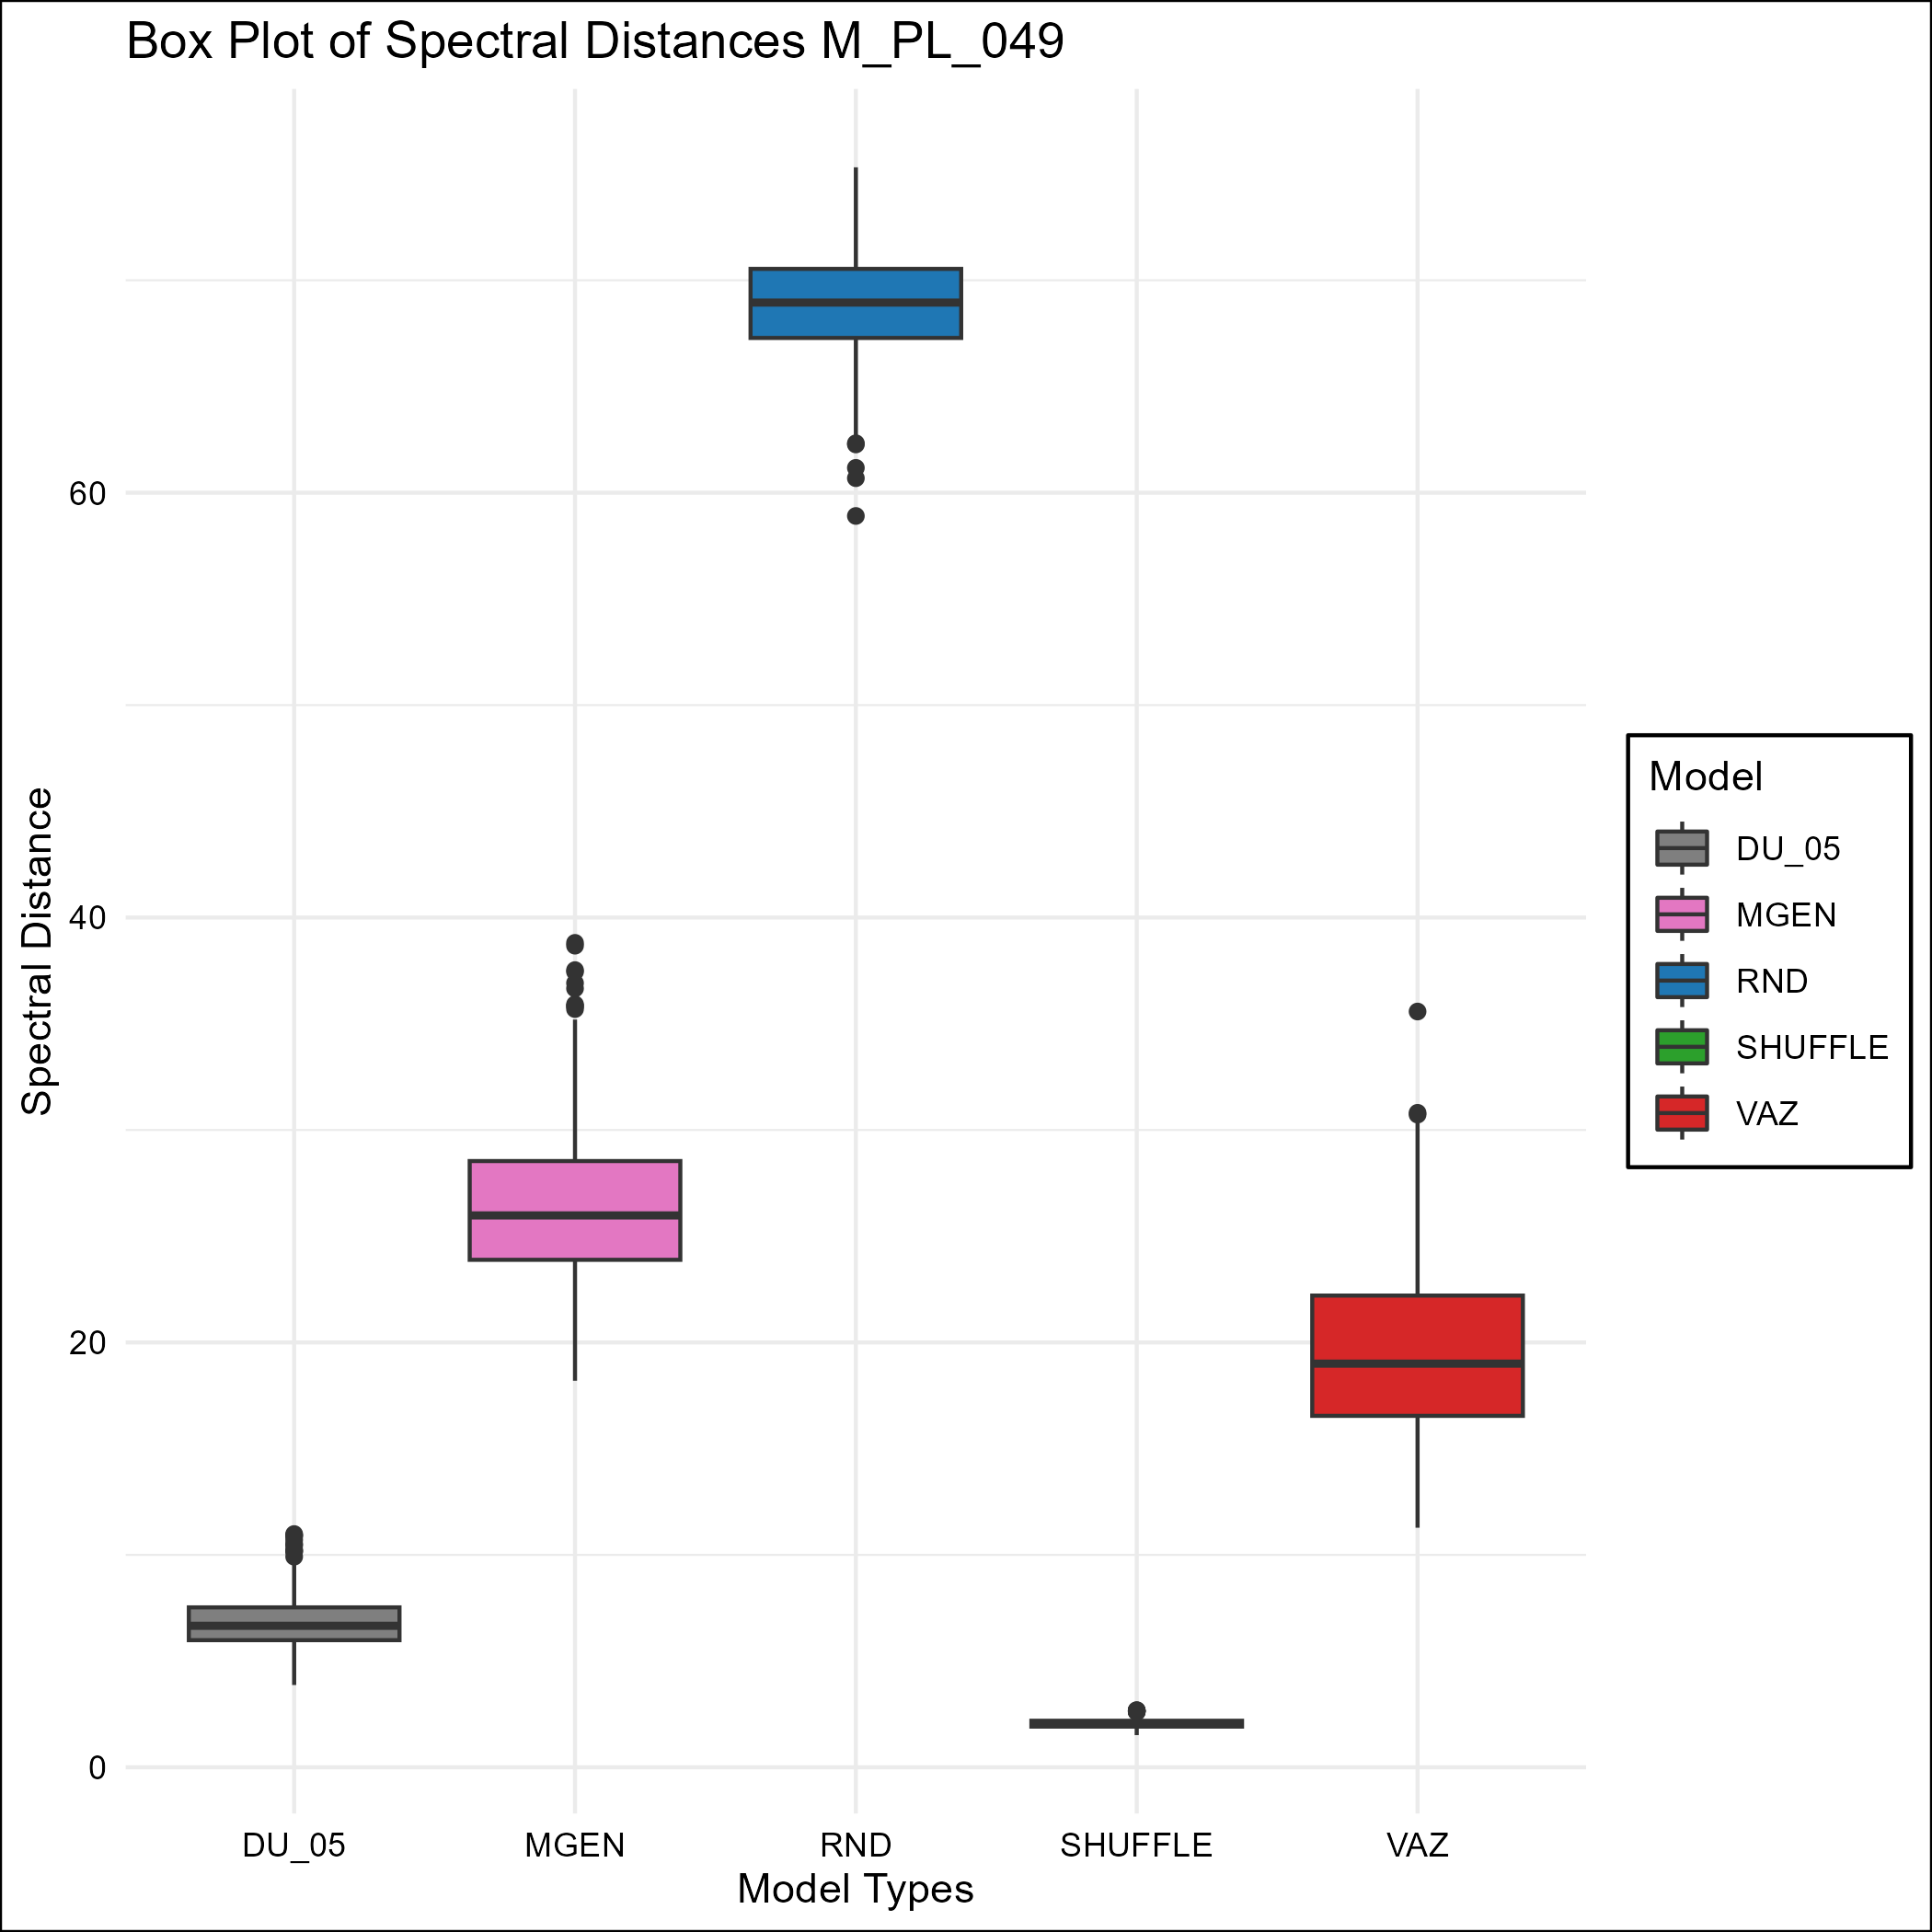 Box Plot of Spectral Distances M_PL_049
Spectral Distance
60
40
20
0
DU_05
MGEN
RND
SHUFFLE
VAZ
Model Types
Model
DU_05
MGEN
RND
SHUFFLE
VAZ